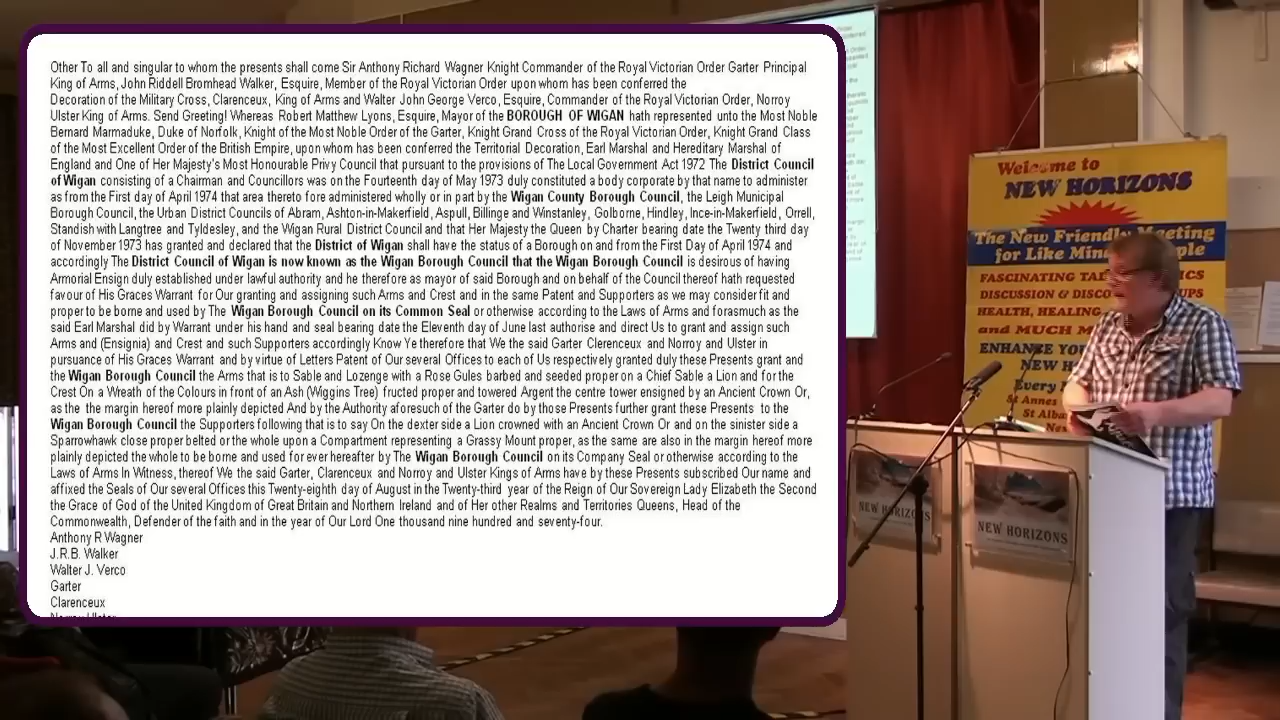 Other To all and singular to whom the presents shall come Sir Anthony Richard Wagner Knight Commander of the Royal Victorian Order Garter Principal
King of Arms, John Riddell Bromhead Walker, Esquire, Member of the Royal Victorian Order upon whom has been conferred the
Decoration of the Military Cross, Clarenceux, King of Arms and Walter John George Verco, Esquire, Commander of the Royal Victorian Order, Norroy
Ulster King of Arms. Send Greeting! Whereas Robert Matthew Lyons, Esquire, Mayor of the BOROUGH OF WIGAN hath represented unto the Most Noble
Bernard Marmaduke, Duke of Norfolk, Knight of the Most Noble Order of the Garter, Knight Grand Cross of the Royal Victorian Order, Knight Grand Class
of the Most Excellent Order of the British Empire, upon whom has been conferred the Territorial Decoration, Earl Marshal and Hereditary Marshal of
England and One of Her Majesty's Most Honourable Privy Council that pursuant to the provisions of The Local Government Act 1972 The District Council
of Wigan consisting of a Chairman and Councillors was on the Fourteenth day of May 1973 duly constituted a body corporate by that name to administer
as from the First day of April 1974 that area thereto fore administered wholly or in part by the Wigan County Borough Council, the Leigh Municipal
Borough Council, the Urban District Councils of Abram, Ashton-in-Makerfield, Aspull, Billinge and Winstanley, Golborne, Hindley, Ince-in-Makerfield, Orrell,
Standish with Langtree and Tyldesley, and the Wigan Rural District Council and that Her Majesty the Queen by Charter bearing date the Twenty third day
of November 1973 has granted and declared that the District of Wigan shall have the status of a Borough on and from the First Day of April 1974 and
accordingly The District Council of Wigan is now known as the Wigan Borough Council that the Wigan Borough Council is desirous of having
Armorial Ensign duly established under lawful authority and he therefore as mayor of said Borough and on behalf of the Council thereof hath requested
favour of His Graces Warrant for Our granting and assigning such Arms and Crest and in the same Patent and Supporters as we may consider fit and
proper to be borne and used by The Wigan Borough Council on its Common Seal or otherwise according to the Laws of Arms and forasmuch as the
said Earl Marshal did by Warrant under his hand and seal bearing date the Eleventh day of June last authorise and direct Us to grant and assign such
Arms and (Ensignia) and Crest and such Supporters accordingly Know Ye therefore that We the said Garter Clerenceux and Norroy and Ulster in
pursuance of His Graces Warrant and by virtue of Letters Patent of Our several Offices to each of Us respectively granted duly these Presents grant and
the Wigan Borough Council the Arms that is to Sable and Lozenge with a Rose Gules barbed and seeded proper on a Chief Sable a Lion and for the
Crest On a Wreath of the Colours in front of an Ash (Wiggins Tree) fructed proper and towered Argent the centre tower ensigned by an Ancient Crown Or,
as the the margin hereof more plainly depicted And by the Authority aforesuch of the Garter do by those Presents further grant these Presents to the
Wigan Borough Council the Supporters following that is to say On the dexter side a Lion crowned with an Ancient Crown Or and on the sinister side a
Sparrowhawk close proper belted or the whole upon a Compartment representing a Grassy Mount proper, as the same are also in the margin hereof more
plainly depicted the whole to be borne and used for ever hereafter by The Wigan Borough Council on its Company Seal or otherwise according to the
Laws of Arms In Witness, thereof We the said Garter, Clarenceux and Norroy and Ulster Kings of Arms have by these Presents subscribed Our name and
affixed the Seals of Our several Offices this Twenty-eighth day of August in the Twenty-third year of the Reign of Our Sovereign Lady Elizabeth the Second
the Grace of God of the United Kingdom of Great Britain and Northern Ireland and of Her other Realms and Territories Queens, Head of the
Commonwealth, Defender of the faith and in the year of Our Lord One thousand nine hundred and seventy-four.
Anthony R Wagner
J.R.B. Walker
Walter J. Verco
Garter
Clarenceux
Welcome to
NEW HORIZONS
The New Friendly Meeting
for Like Min
FASCINATING
DISCUSSION &
HEALTH, HEALING
and MUCH M
ENHANCE YO
NEW H
Every
St Annes
St Alba
NEW HORIZONS
NEW HORIZONS